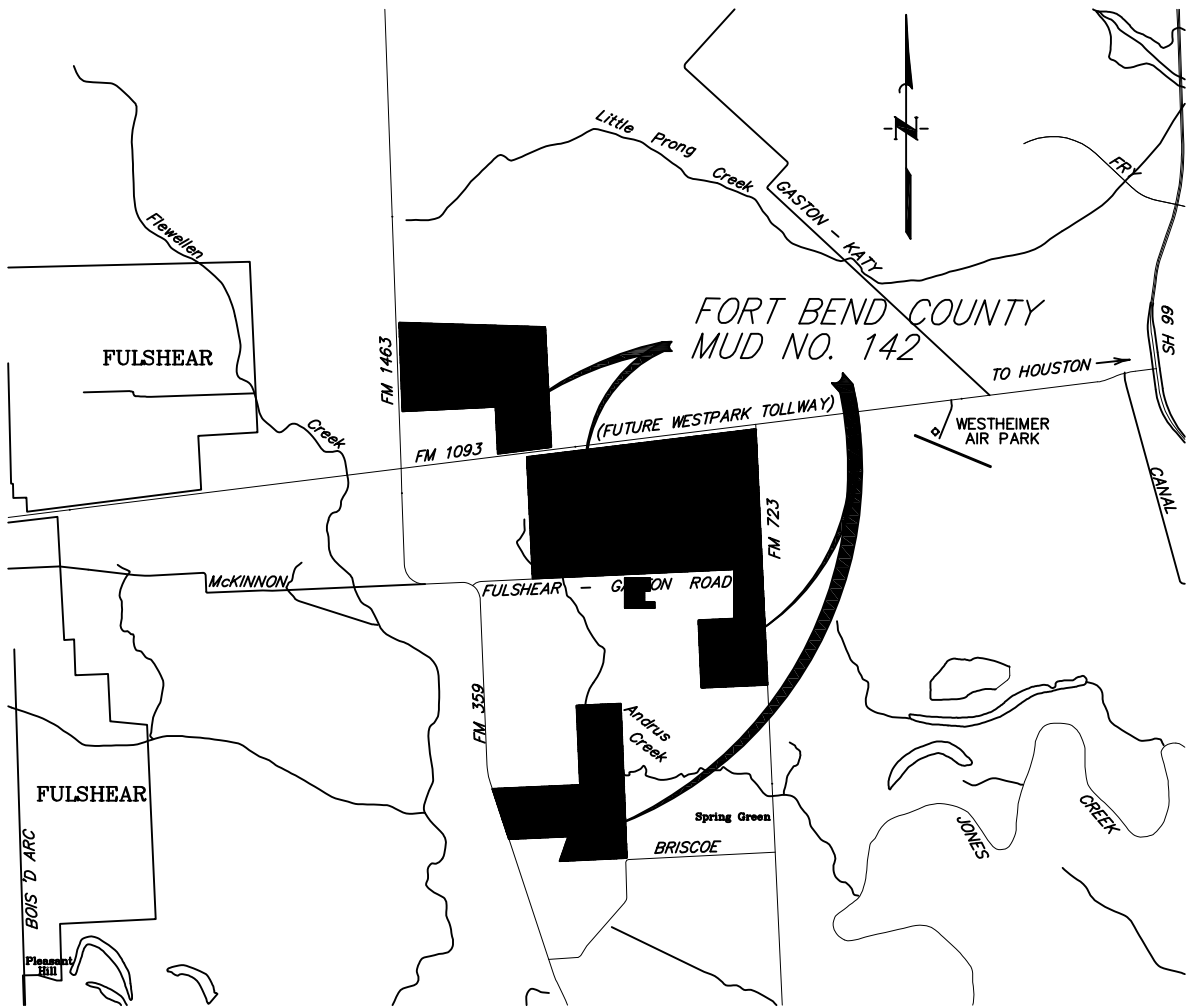 Little Prong Creek
N
FRY
GASTON - KATY
Flewellen
FORT BEND COUNTY
MUD NO. 142
SH 99
FULSHEAR
FM 1463
TO HOUSTON
(FUTURE WESTPARK TOLLWAY)
WESTHEIMER
AIR PARK
Creek
FM 1093
CANAL
FM 723
McKINNON
FULSHEAR - GA ON ROAD
FM 359
Andrus
Creek
FULSHEAR
Spring Green
CREEK
JONES
BRISCOE
BOIS 'D ARC
Pleasant
Hill